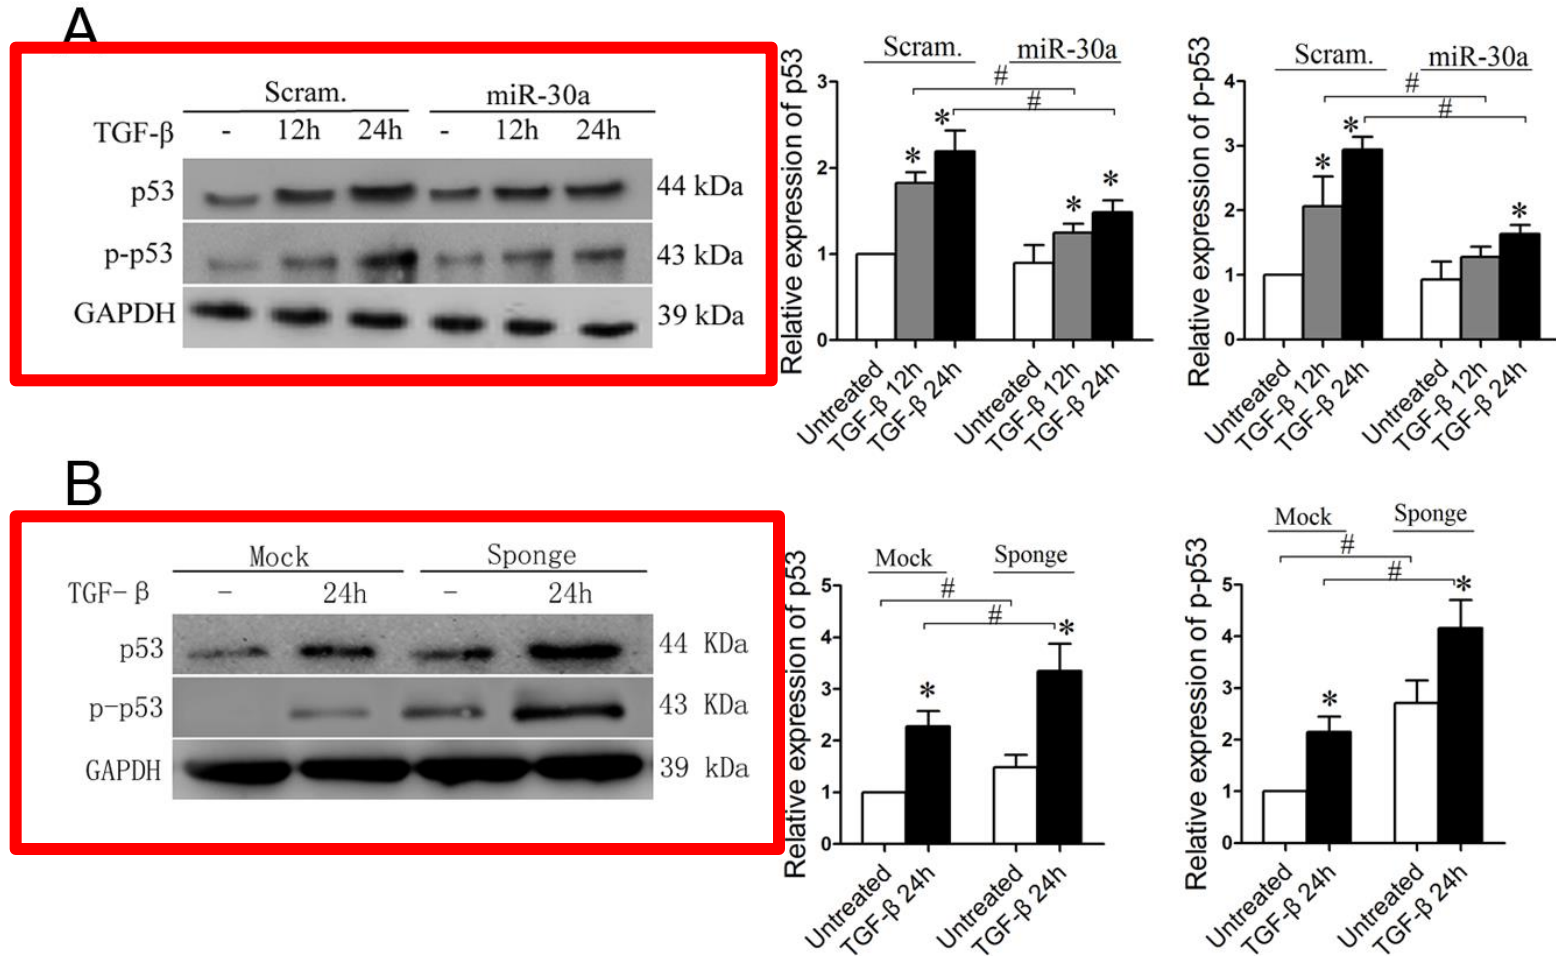 A
Scram. miR-30a
TGF-β - 12h 24h - 12h 24h
p53 44 kDa
p-p53 43 kDa
GAPDH 39 kDa
Relative expression of p53
Scram. miR-30a
#
#
3
2
1
0
* * * *
Untreated TGF-β 12h TGF-β 24h Untreated TGF-β 12h TGF-β 24h
Relative expression of p-p53
Scram. miR-30a
#
#
4
3
2
1
0
* * *
Untreated TGF-β 12h TGF-β 24h Untreated TGF-β 12h TGF-β 24h
B
Mock Sponge
TGF-β - 24h - 24h
p53 44 KDa
p-p53 43 KDa
GAPDH 39 kDa
Relative expression of p53
Mock Sponge
#
#
5
4
3
2
1
0
* *
Untreated TGF-β 24h Untreated TGF-β 24h
Relative expression of p-p53
Mock Sponge
#
#
5
4
3
2
1
0
* *
Untreated TGF-β 24h Untreated TGF-β 24h